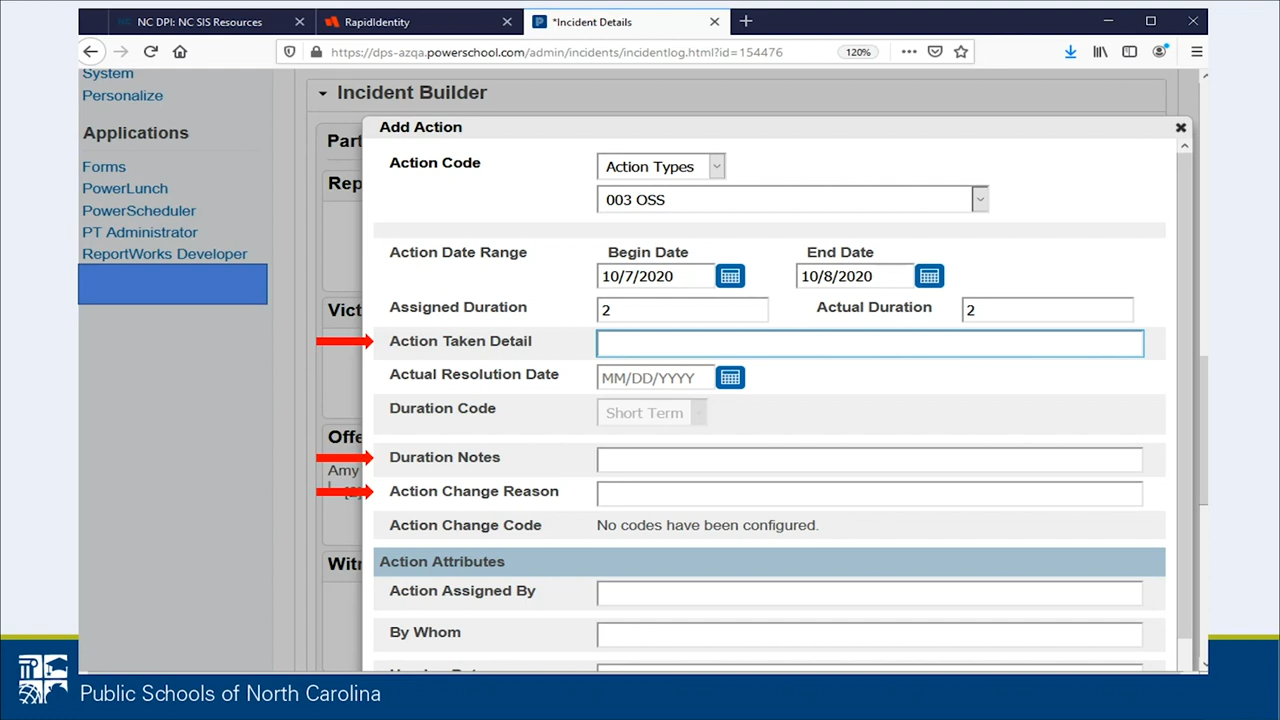 NC DPI: NC SIS Resources
RapidIdentity
*Incident Details
https://dps-azqa.powerschool.com/admin/incidents/incidentlog.html?id=154476
120%
System
Personalize
Applications
Forms
PowerLunch
PowerScheduler
PT Administrator
ReportWorks Developer
Incident Builder
Part
Rep
Vict
Offe
Amy
Witn
Add Action
Action Code
Action Types
003 OSS
Action Date Range
Begin Date
End Date
10/7/2020
10/8/2020
Assigned Duration
2
Actual Duration
2
Action Taken Detail
Actual Resolution Date
MM/DD/YYYY
Duration Code
Short Term
Duration Notes
Action Change Reason
Action Change Code
No codes have been configured.
Action Attributes
Action Assigned By
By Whom
Public Schools of North Carolina